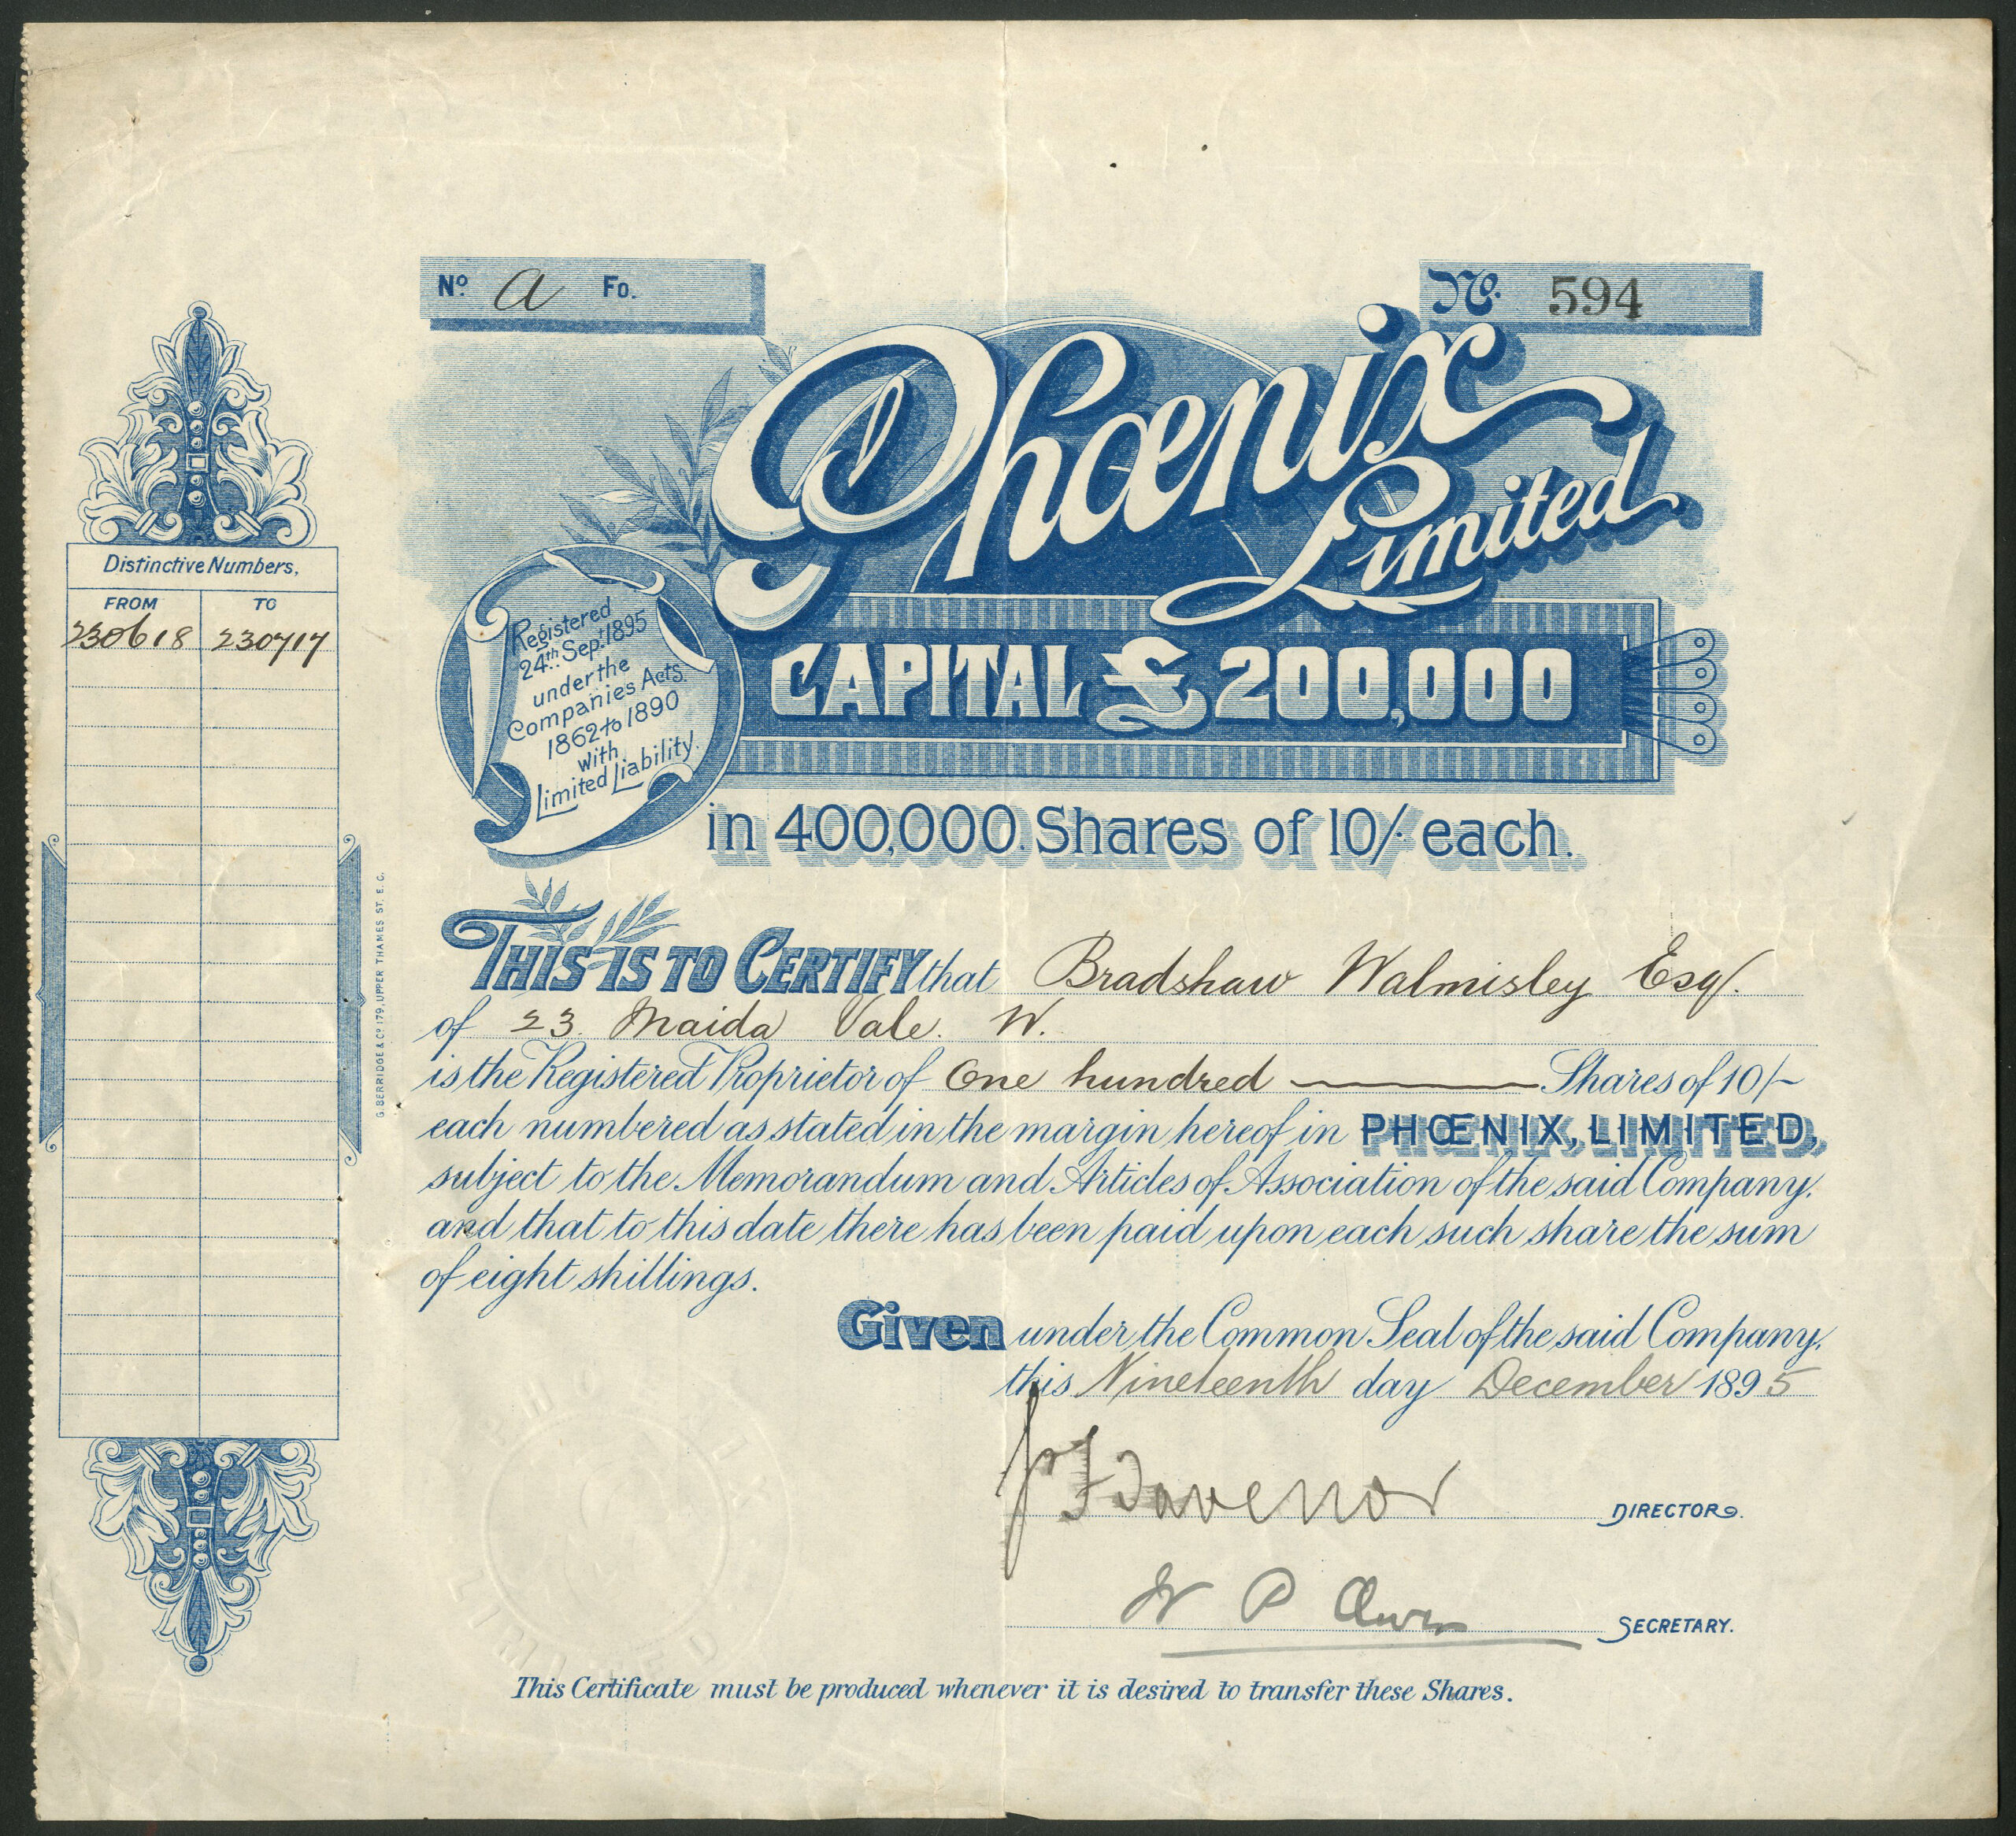 No. a Fo.
No. 594
Phœnix
Limited
Registered
24th Sept. 1895
under the
Companies Acts.
1862 to 1890
with
Limited Liability.
CAPITAL £200,000
in 400,000 Shares of 10/- each.
Distinctive Numbers,
FROM TO
230618 230717
G. BERRIDGE & Co. 179, UPPER THAMES ST. E.C.
THIS IS TO CERTIFY that Bradshaw Walmisley Esq.
of 23. Maida Vale. W.
is the Registered Proprietor of One hundred Shares of 10/-
each numbered as stated in the margin hereof in PHŒNIX, LIMITED,
subject to the Memorandum and Articles of Association of the said Company,
and that to this date there has been paid upon each such share the sum
of eight shillings.
Given under the Common Seal of the said Company,
this Nineteenth day December 1895
DIRECTOR.
W P Owen
SECRETARY.
LIMITED
This Certificate must be produced whenever it is desired to transfer these Shares.